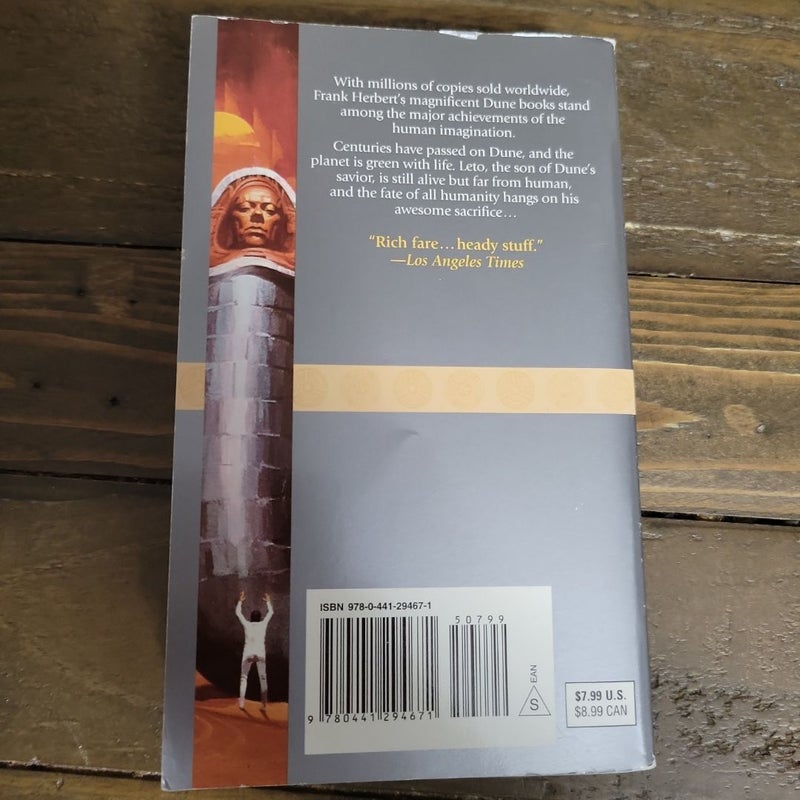 With millions of copies sold worldwide,
Frank Herbert's magnificent Dune books stand
among the major achievements of the
human imagination.
Centuries have passed on Dune, and the
planet is green with life. Leto, the son of Dune's
savior, is still alive but far from human,
and the fate of all humanity hangs on his
awesome sacrifice...
"Rich fare...heady stuff."
—Los Angeles Times
ISBN 978-0-441-29467-1
50799
9 780441 294671
EAN
S
$7.99 U.S.
$8.99 CAN